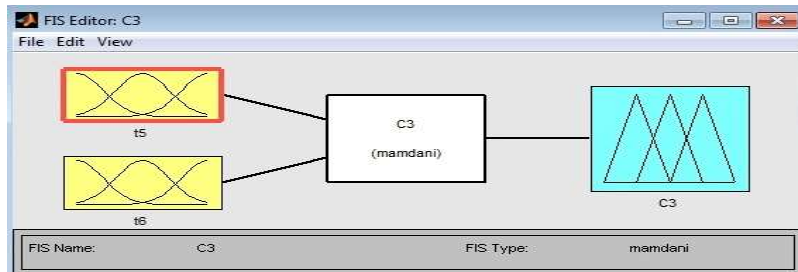 FIS Editor: C3
File Edit View
t5
t6
C3
(mamdani)
C3
FIS Name: C3 FIS Type: mamdani